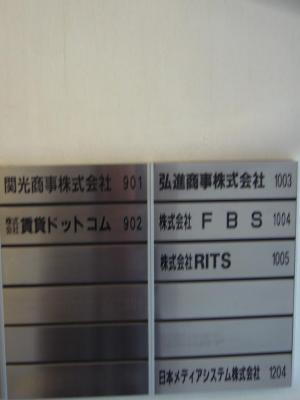 関光商事株式会社 901
株式会社賃貸ドットコム 902
弘進商事株式会社 1003
株式会社 F B S 1004
株式会社RITS 1005
日本メディアシステム株式会社 1204